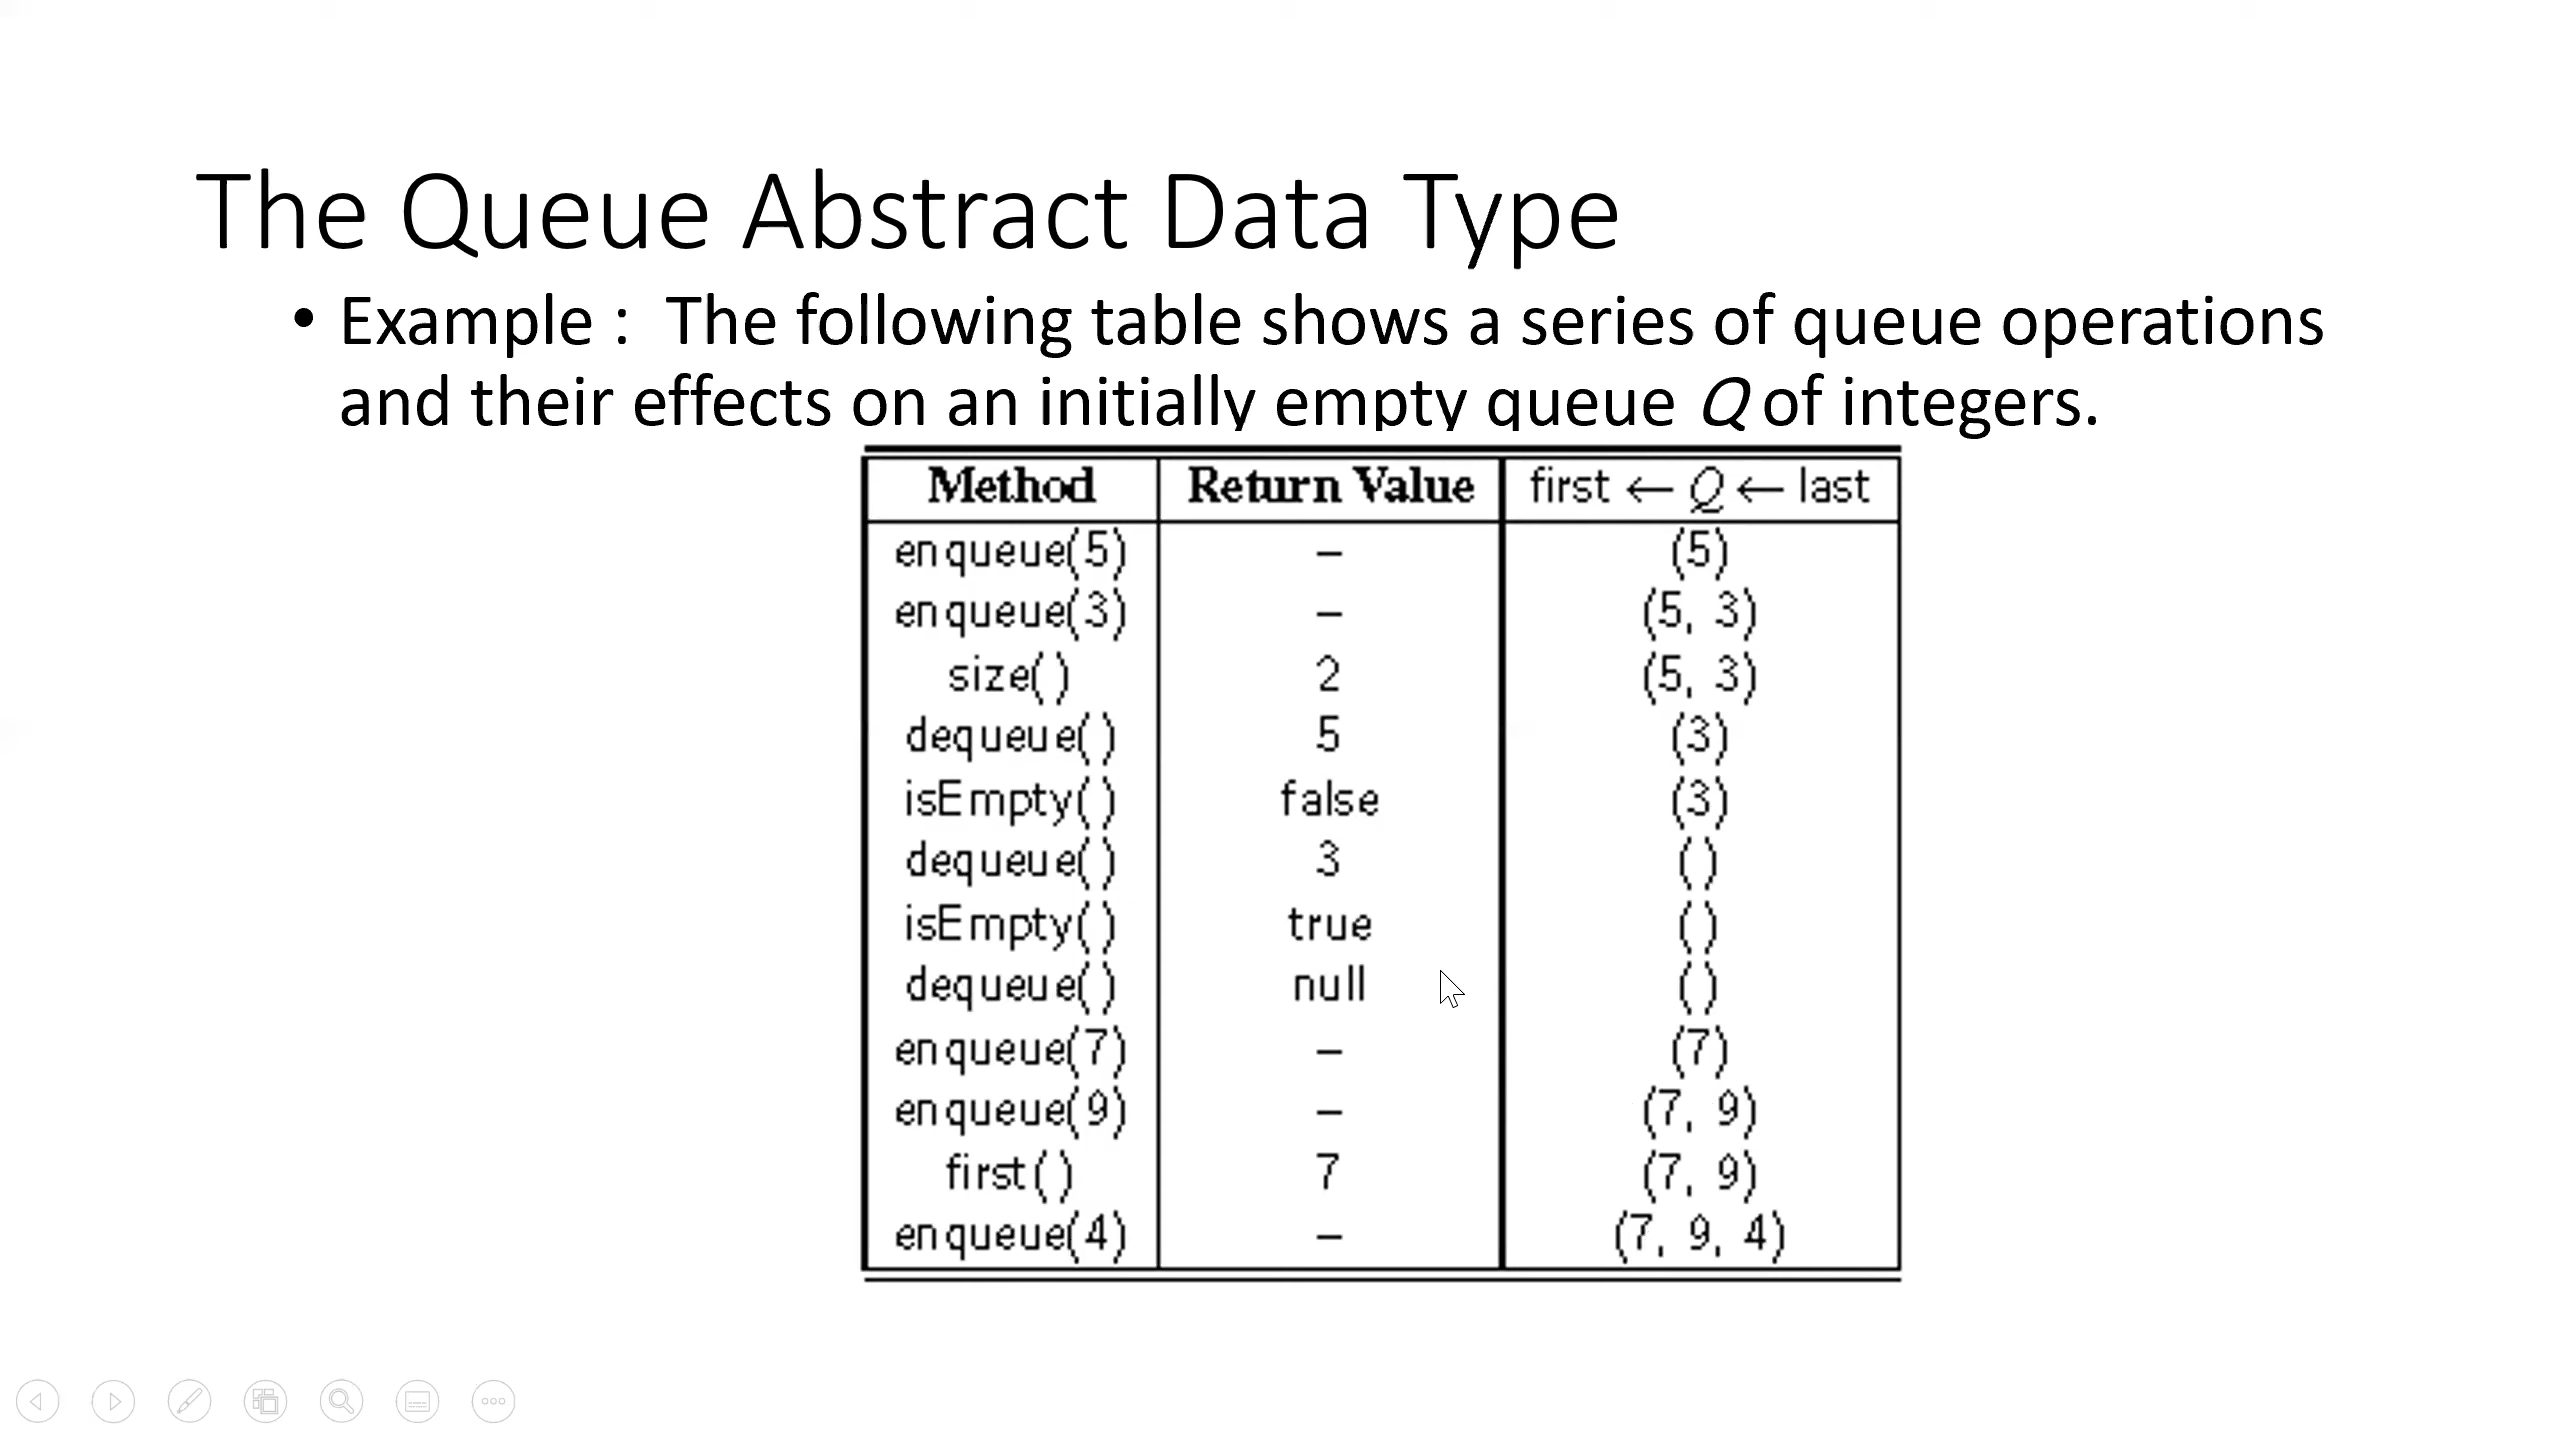 The Queue Abstract Data Type
• Example :  The following table shows a series of queue operations
and their effects on an initially empty queue Q of integers.
Method Return Value first ← Q ← last
enqueue(5) – (5)
enqueue(3) – (5, 3)
size() 2 (5, 3)
dequeue() 5 (3)
isEmpty() false (3)
dequeue() 3 ()
isEmpty() true ()
dequeue() null ()
enqueue(7) – (7)
enqueue(9) – (7, 9)
first() 7 (7, 9)
enqueue(4) – (7, 9, 4)